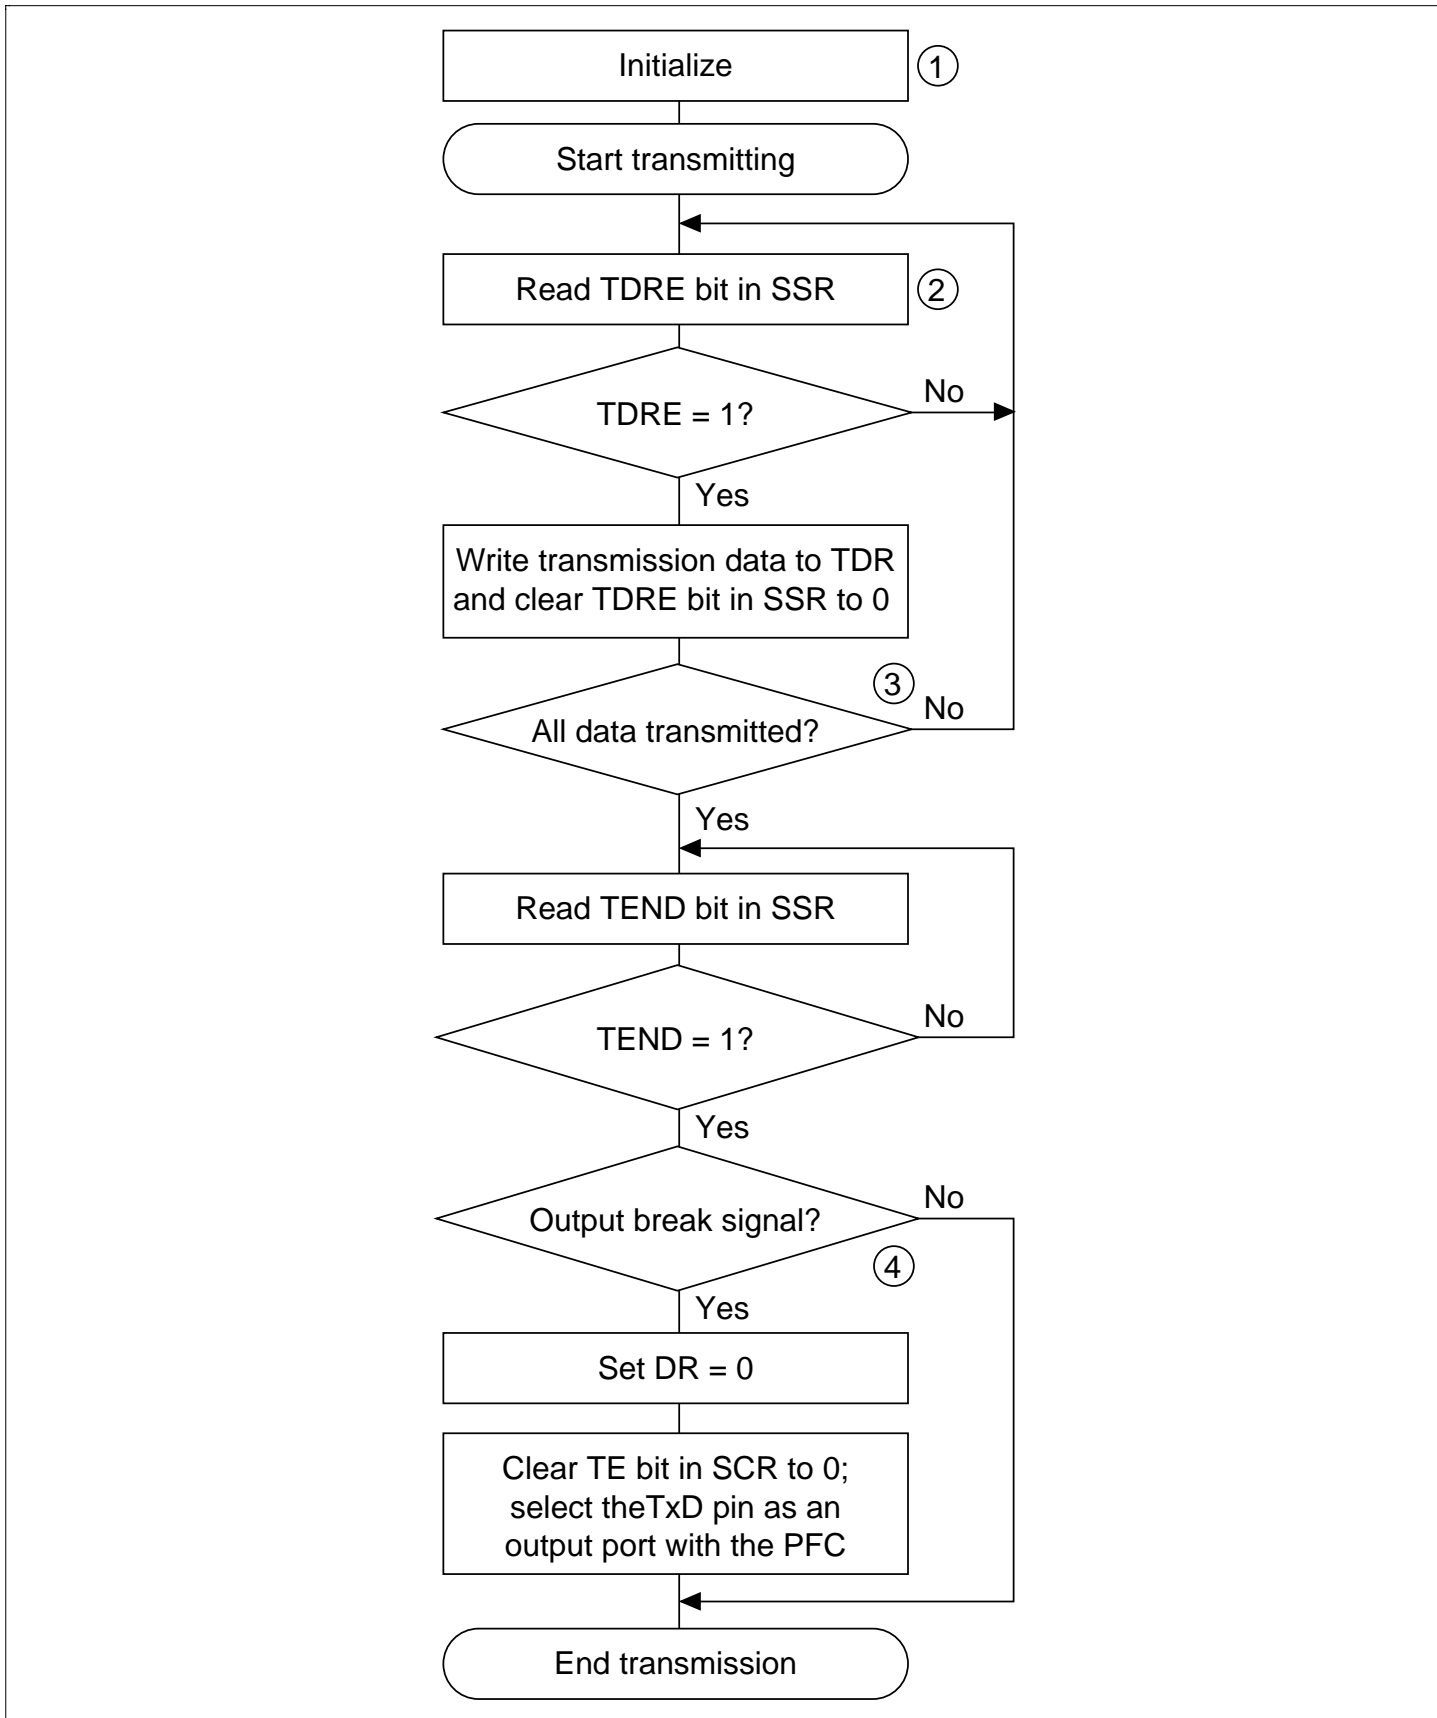 Initialize
1
Start transmitting
Read TDRE bit in SSR
2
TDRE = 1?
No
Yes
Write transmission data to TDR
and clear TDRE bit in SSR to 0
3
All data transmitted?
No
Yes
Read TEND bit in SSR
TEND = 1?
No
Yes
Output break signal?
No
4
Yes
Set DR = 0
Clear TE bit in SCR to 0;
select theTxD pin as an
output port with the PFC
End transmission